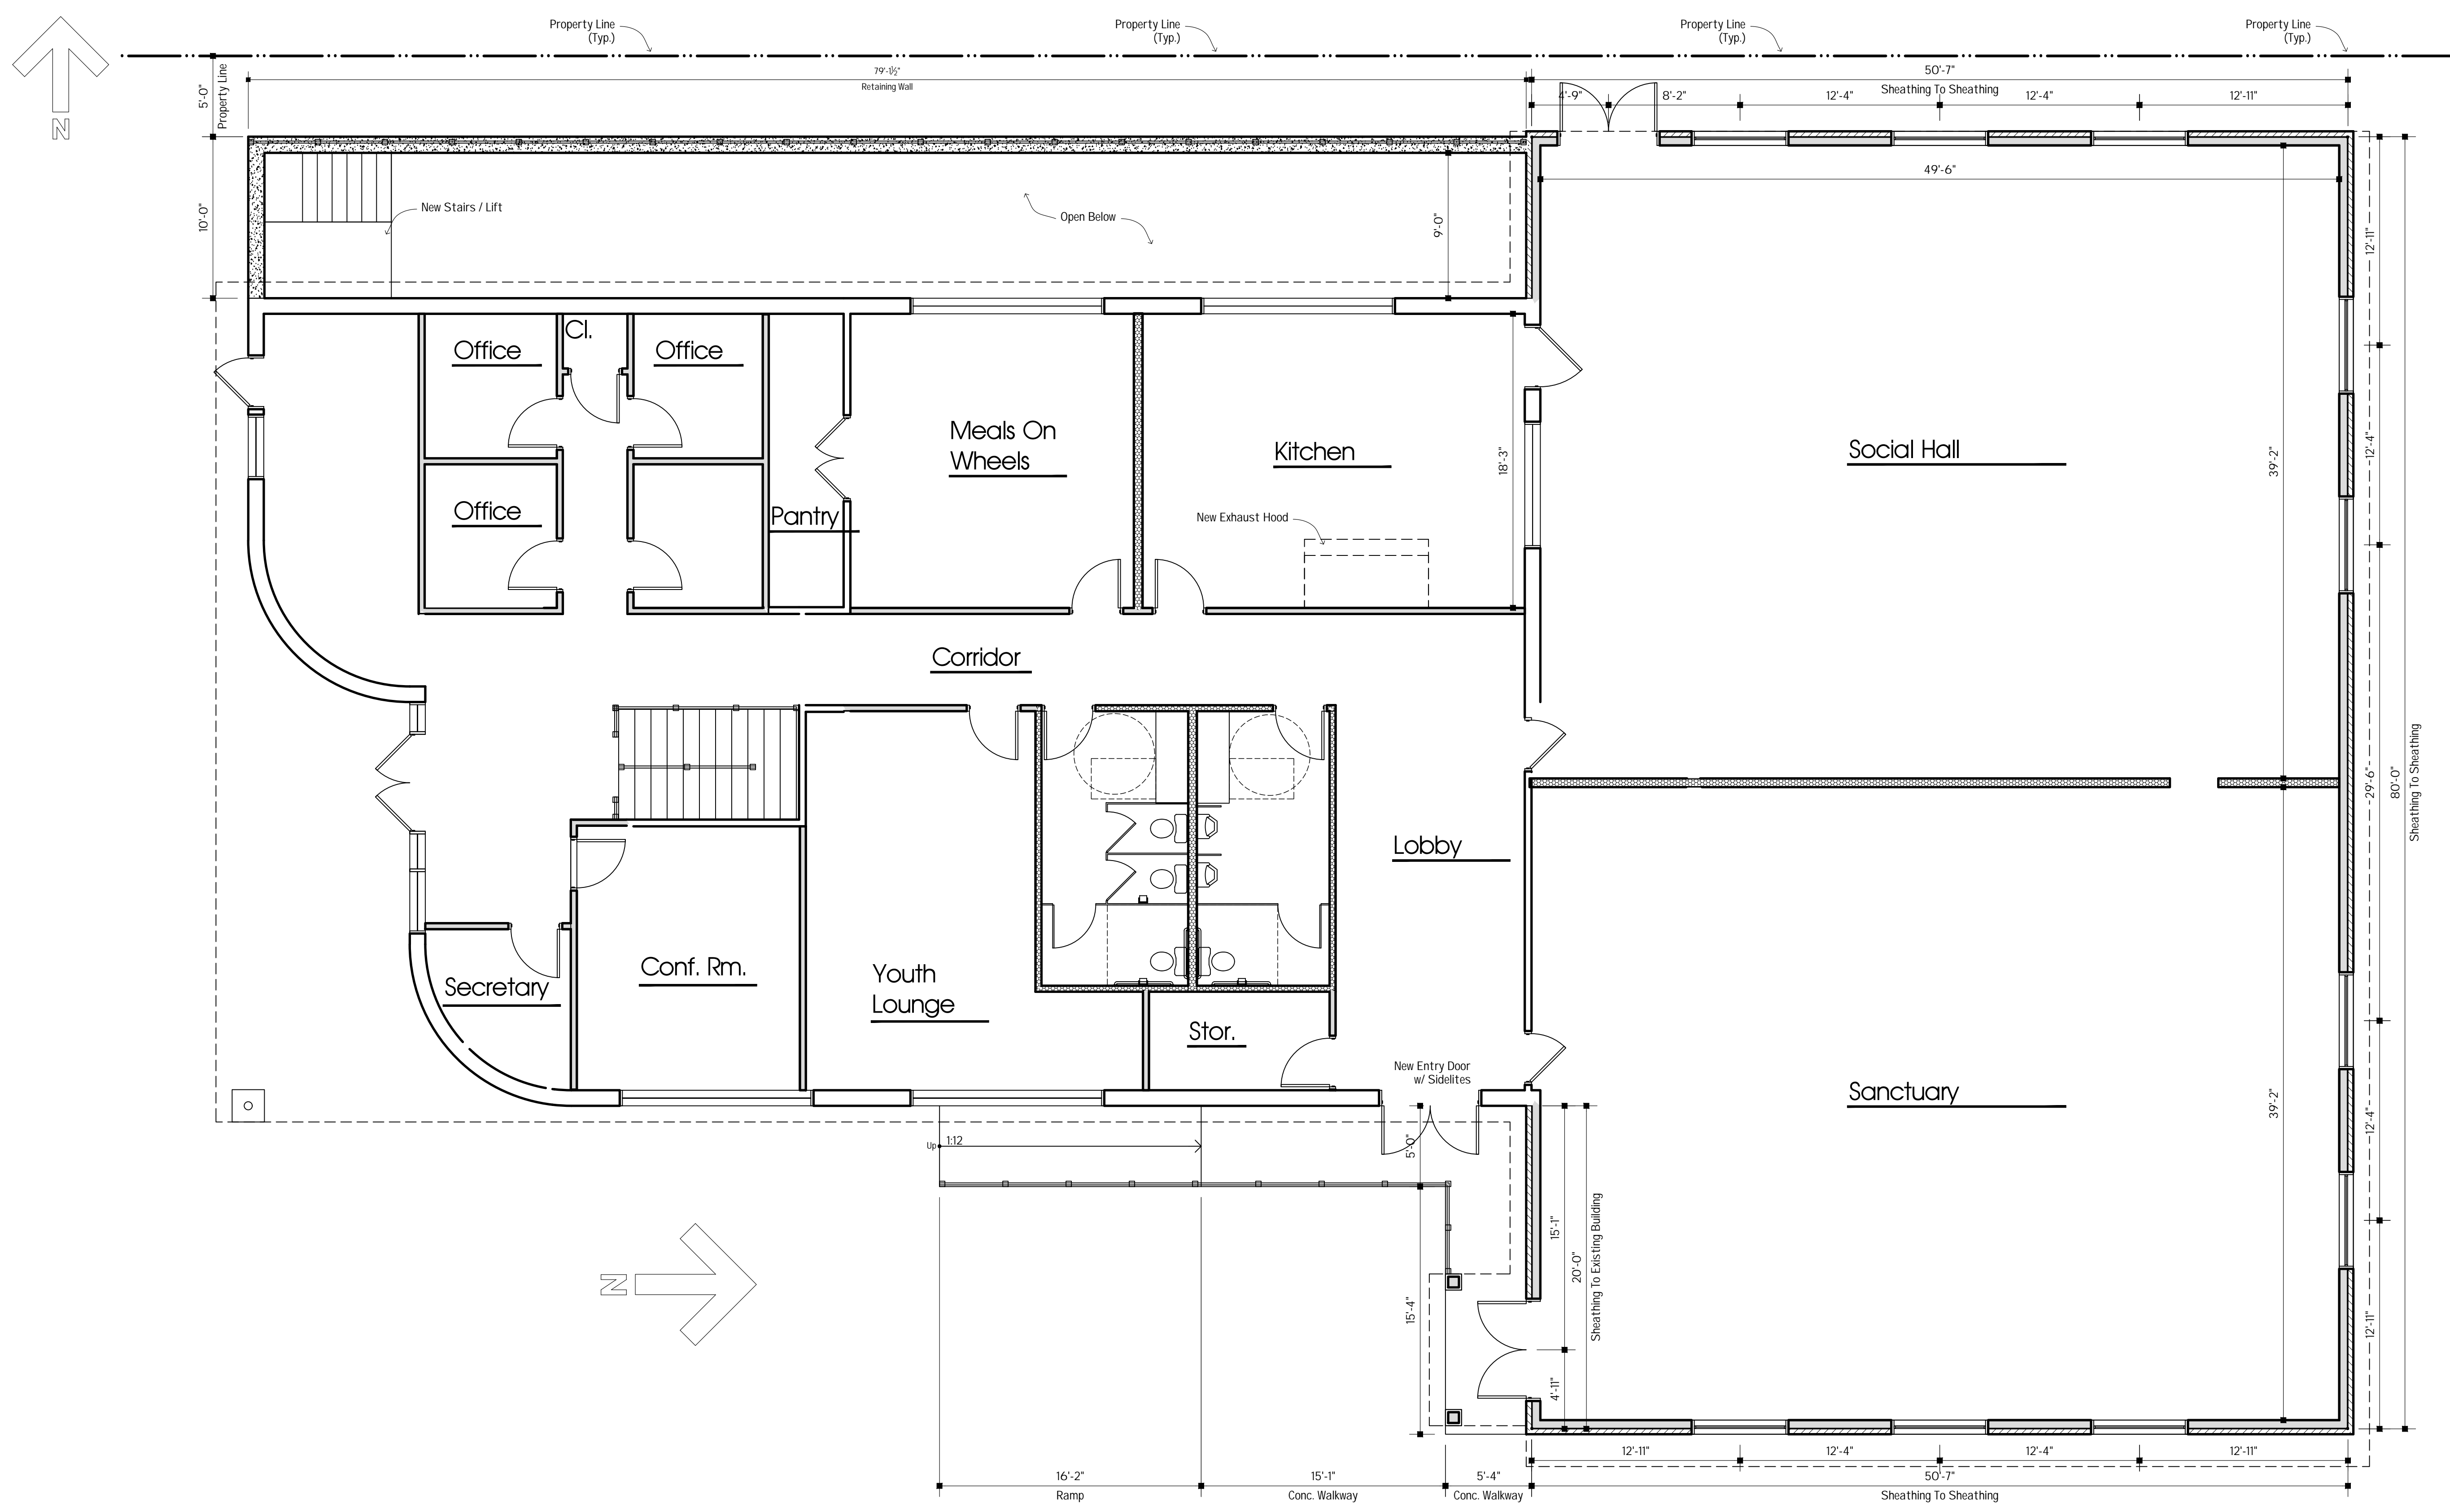 Property Line
(Typ.)
Property Line
(Typ.)
Property Line
(Typ.)
Property Line
(Typ.)
N
5'-0"
Property Line
79'-1½"
Retaining Wall
50'-7"
Sheathing To Sheathing
4'-9"
8'-2"
12'-4"
12'-4"
12'-11"
10'-0"
New Stairs / Lift
Open Below
9'-0"
49'-6"
12'-11"
Office
Cl.
Office
Meals On
Wheels
Kitchen
18'-3"
Social Hall
39'-2"
12'-4"
Office
Pantry
New Exhaust Hood
Corridor
29'-6"
80'-0"
Sheathing To Sheathing
Lobby
Secretary
Conf. Rm.
Youth
Lounge
Stor.
New Entry Door
w/ Sidelites
Sanctuary
39'-2"
12'-4"
Up
1:12
5'-0"
15'-1"
20'-0"
Sheathing To Existing Building
N
15'-4"
4'-11"
12'-11"
12'-11"
12'-4"
12'-4"
12'-11"
16'-2"
Ramp
15'-1"
Conc. Walkway
5'-4"
Conc. Walkway
50'-7"
Sheathing To Sheathing